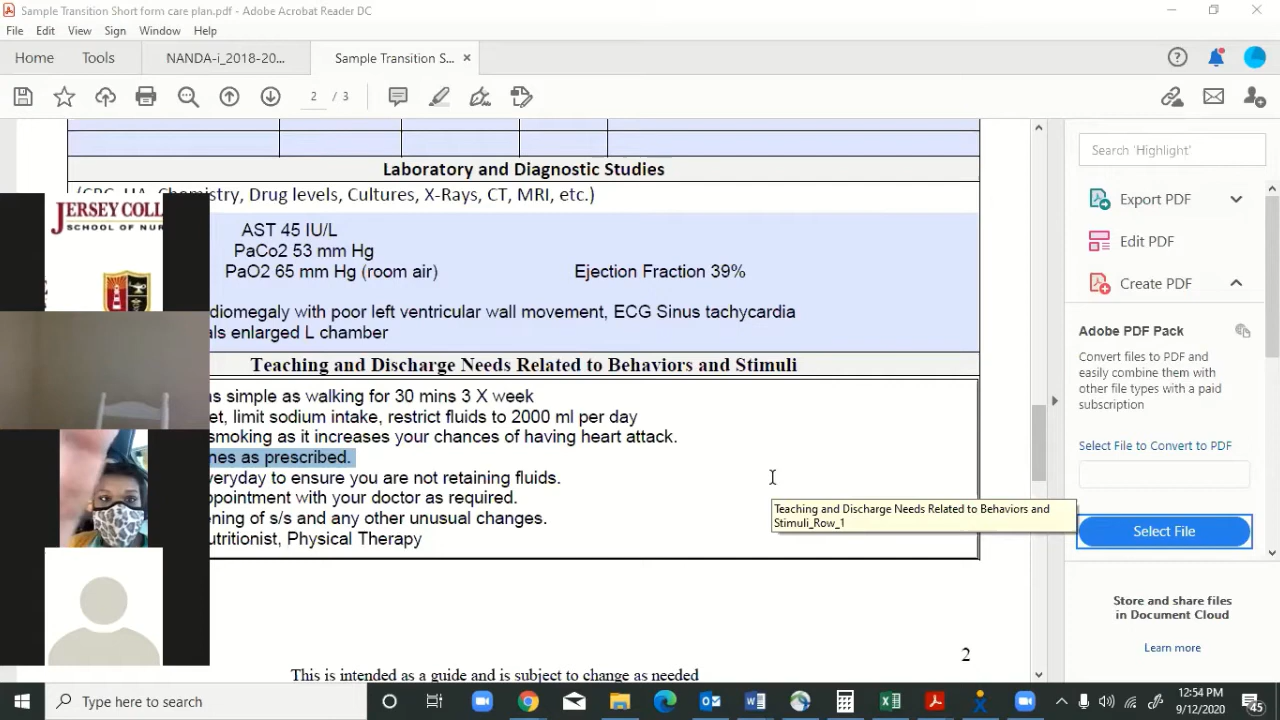 Sample Transition Short form care plan.pdf - Adobe Acrobat Reader DC
File Edit View Sign Window Help
Home Tools NANDA-i_2018-20... Sample Transition S... ×
2 / 3
Laboratory and Diagnostic Studies
(CBC, UA, Chemistry, Drug levels, Cultures, X-Rays, CT, MRI, etc.)
JERSEY COLL
SCHOOL OF NUR
AST 45 IU/L
PaCo2 53 mm Hg
PaO2 65 mm Hg (room air) Ejection Fraction 39%
diomegaly with poor left ventricular wall movement, ECG Sinus tachycardia
als enlarged L chamber
Teaching and Discharge Needs Related to Behaviors and Stimuli
as simple as walking for 30 mins 3 X week
et, limit sodium intake, restrict fluids to 2000 ml per day
smoking as it increases your chances of having heart attack.
nes as prescribed.
veryday to ensure you are not retaining fluids.
ppointment with your doctor as required.
ening of s/s and any other unusual changes.
utritionist, Physical Therapy
Teaching and Discharge Needs Related to Behaviors and
Stimuli_Row_1
2
This is intended as a guide and is subject to change as needed
Search 'Highlight'
Export PDF
Edit PDF
Create PDF
Adobe PDF Pack
Convert files to PDF and
easily combine them with
other file types with a paid
subscription
Select File to Convert to PDF
Select File
Store and share files
in Document Cloud
Learn more
Type here to search
12:54 PM
9/12/2020
45